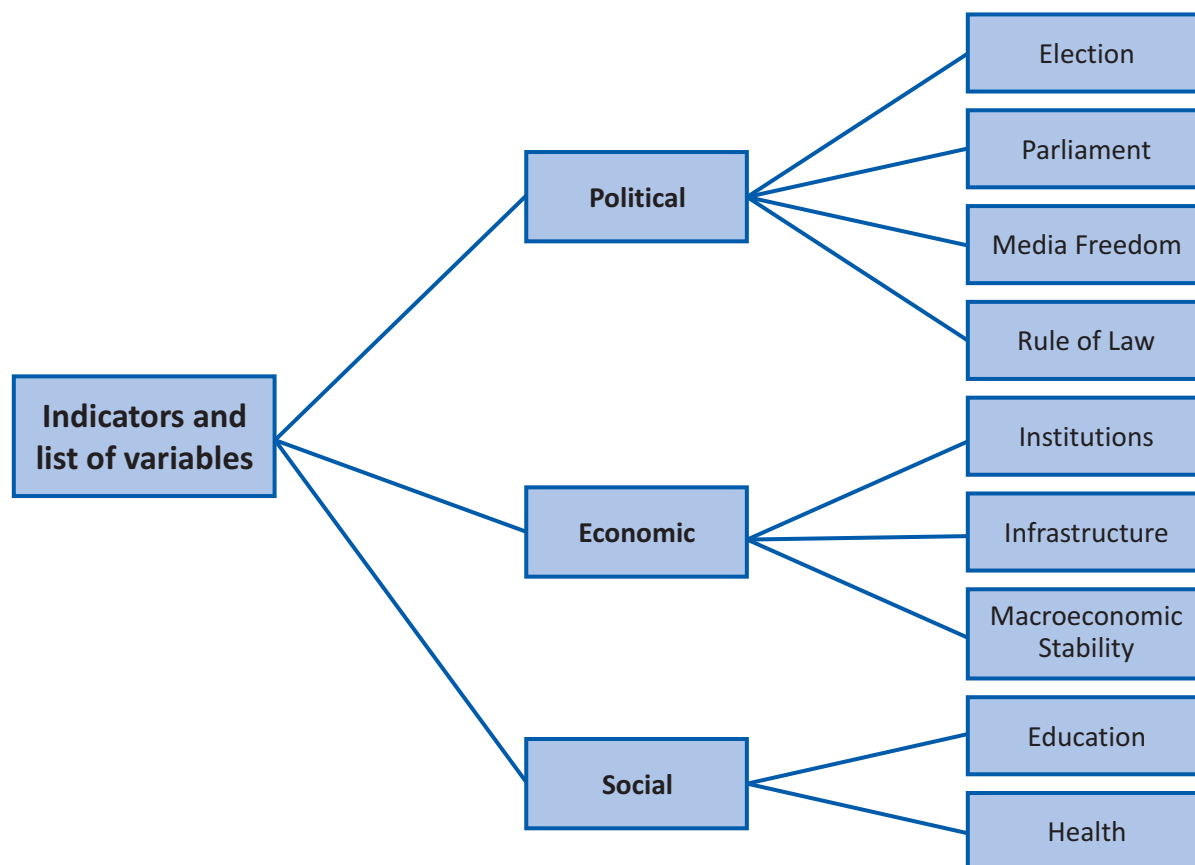 Election
Parliament
Political
Media Freedom
Rule of Law
Indicators and
list of variables
Institutions
Economic
Infrastructure
Macroeconomic
Stability
Education
Social
Health